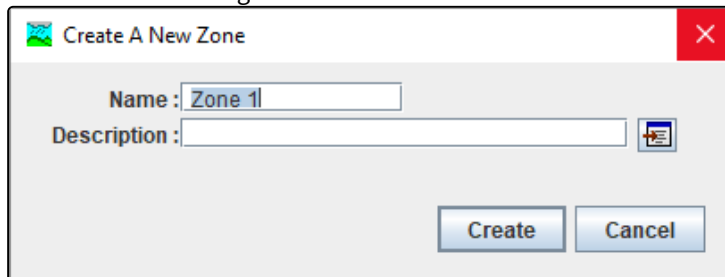 Create A New Zone
Name : Zone 1
Description :
Create Cancel